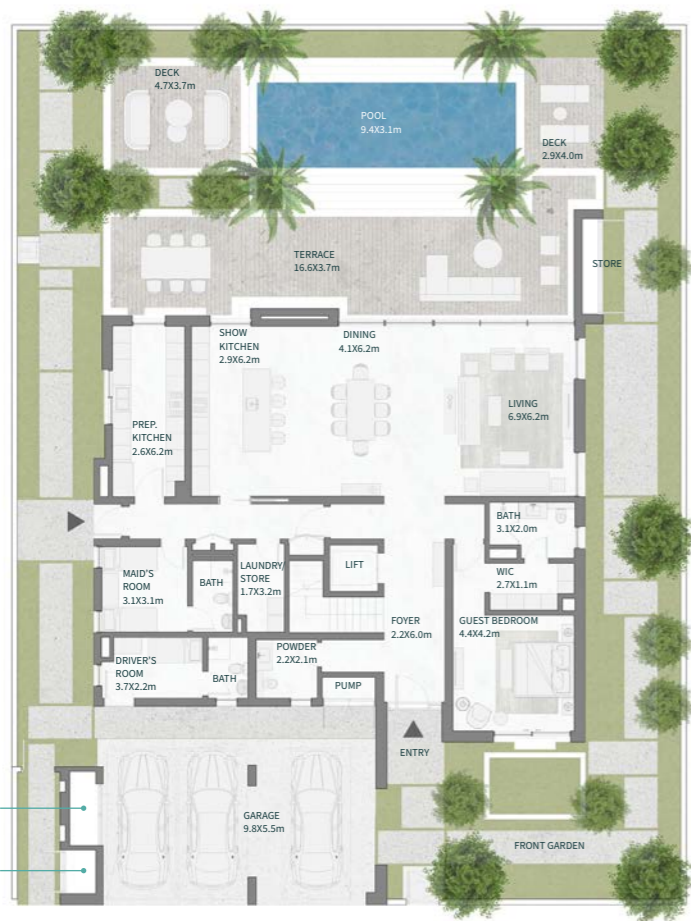 DECK
4.7X3.7m
POOL
9.4X3.1m
DECK
2.9X4.0m
TERRACE
16.6X3.7m
STORE
SHOW
KITCHEN
2.9X6.2m
DINING
4.1X6.2m
LIVING
6.9X6.2m
PREP.
KITCHEN
2.6X6.2m
BATH
3.1X2.0m
MAID'S
ROOM
3.1X3.1m
BATH
LAUNDRY/
STORE
1.7X3.2m
LIFT
WIC
2.7X1.1m
FOYER
2.2X6.0m
GUEST BEDROOM
4.4X4.2m
DRIVER'S
ROOM
3.7X2.2m
BATH
POWDER
2.2X2.1m
PUMP
ENTRY
GARAGE
9.8X5.5m
FRONT GARDEN